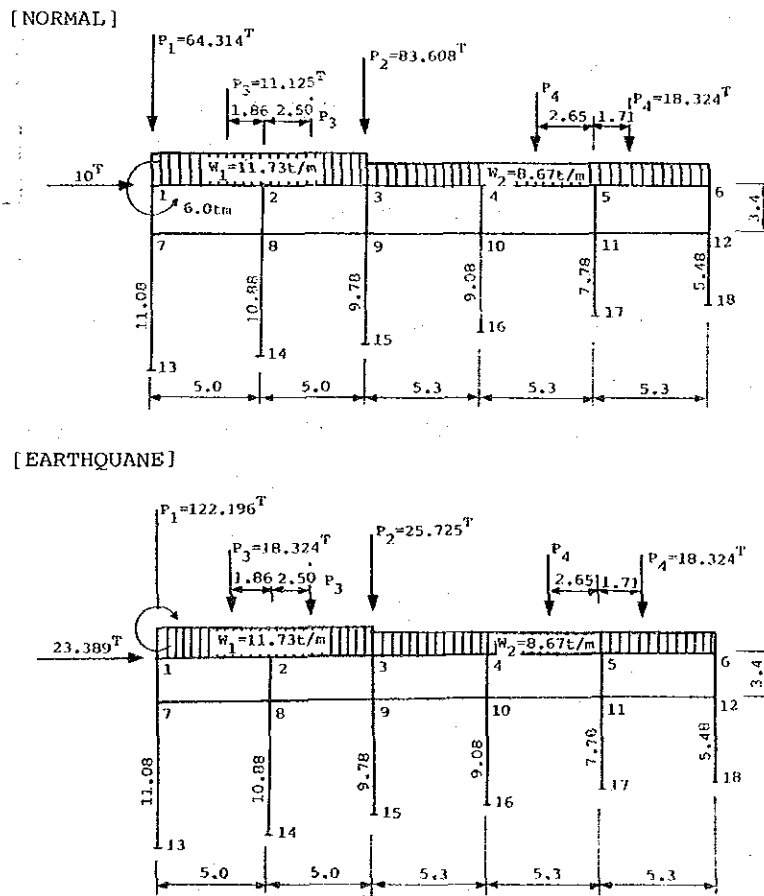 [NORMAL]
P1=64.314T
P2=83.608T
P3=11.125T
P4
1.86 2.50 P3
2.65 1.71 P4=18.324T
W1=11.73t/m
W2=8.67t/m
10T
1 2 3 4 5 6
6.0tm
3.4
7 8 9 10 11 12
11.08 10.88 9.78 9.08 7.78 5.48
18
17
16
15
14
13
5.0 5.0 5.3 5.3 5.3
[EARTHQUANE]
P1=122.196T
P2=25.725T
P3=18.324T
P4
P4=18.324T
1.86 2.50 P3
2.65 1.71
W1=11.73t/m
W2=8.67t/m
23.389T
1 2 3 4 5 6
3.4
7 8 9 10 11 12
11.08 10.88 9.78 9.08 7.78 5.48
18
17
16
15
14
13
5.0 5.0 5.3 5.3 5.3